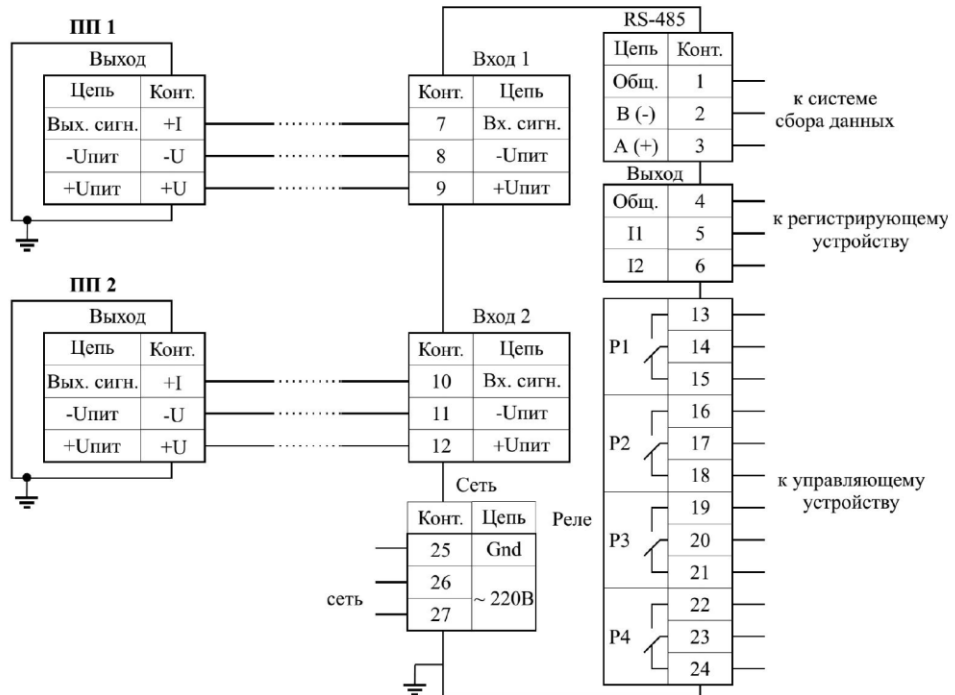 ПП 1
Выход
Цепь Конт.
Вых. сигн. +I
-Uпит -U
+Uпит +U
Вход 1
Конт. Цепь
7 Вх. сигн.
8 -Uпит
9 +Uпит
ПП 2
Выход
Цепь Конт.
Вых. сигн. +I
-Uпит -U
+Uпит +U
Вход 2
Конт. Цепь
10 Вх. сигн.
11 -Uпит
12 +Uпит
Сеть
Конт. Цепь
25 Gnd
26
27
~ 220В
сеть
RS-485
Цепь Конт.
Общ. 1
В (-) 2
А (+) 3
к системе
сбора данных
Выход
Общ. 4
I1 5
I2 6
к регистрирующему
устройству
Реле
P1
13
14
15
P2
16
17
18
P3
19
20
21
P4
22
23
24
к управляющему
устройству